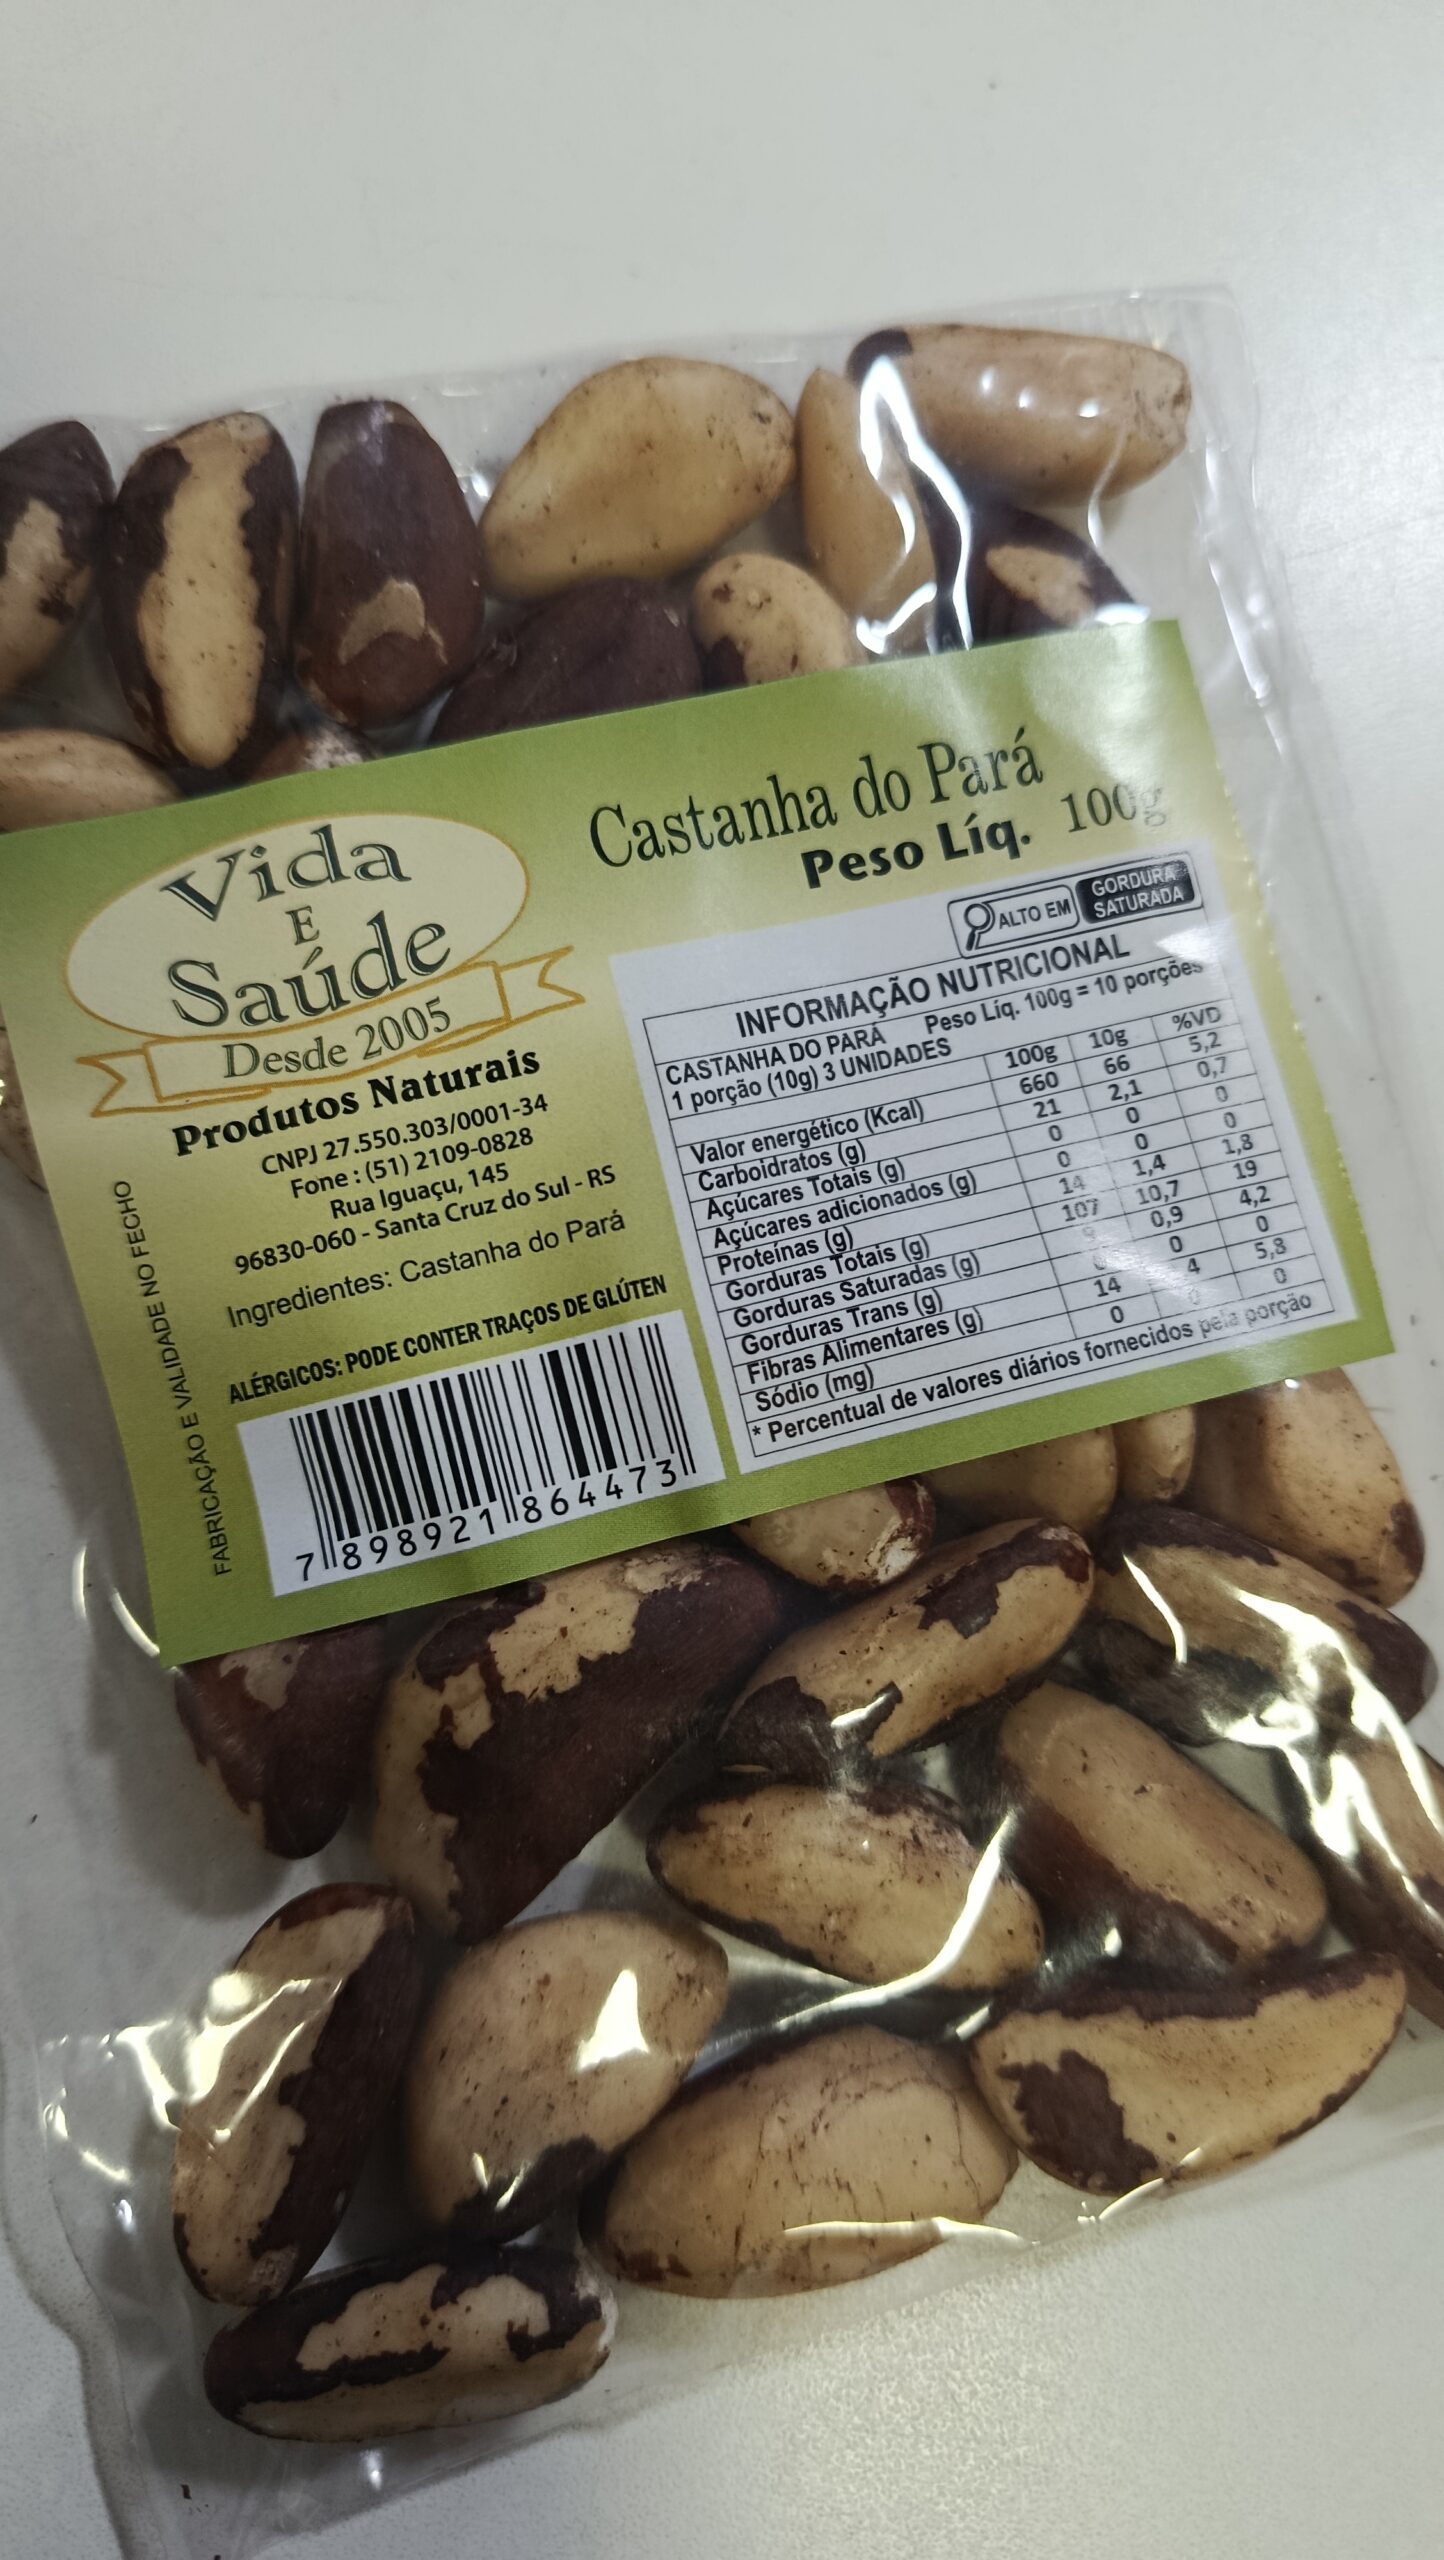 Vida
E
Saúde
Desde 2005
Produtos Naturais
CNPJ 27.550.303/0001-34
Fone : (51) 2109-0828
Rua Iguaçu, 145
96830-060 - Santa Cruz do Sul - RS
Ingredientes: Castanha do Pará
ALÉRGICOS: PODE CONTER TRAÇOS DE GLÚTEN
FABRICAÇÃO E VALIDADE NO FECHO
7 898921 864473
Castanha do Pará
Peso Líq. 100g
ALTO EM GORDURA SATURADA
INFORMAÇÃO NUTRICIONAL
CASTANHA DO PARÁ Peso Líq. 100g = 10 porções
1 porção (10g) 3 UNIDADES
100g 10g %VD
Valor energético (Kcal) 660 66 5,2
Carboidratos (g) 21 2,1 0,7
Açúcares Totais (g) 0 0 0
Açúcares adicionados (g) 0 0 0
Proteínas (g) 14 1,4 1,8
Gorduras Totais (g) 107 10,7 19
Gorduras Saturadas (g) 9 0,9 4,2
Gorduras Trans (g) 0 0 0
Fibras Alimentares (g) 14 4 5,8
Sódio (mg) 0 0 0
* Percentual de valores diários fornecidos pela porção